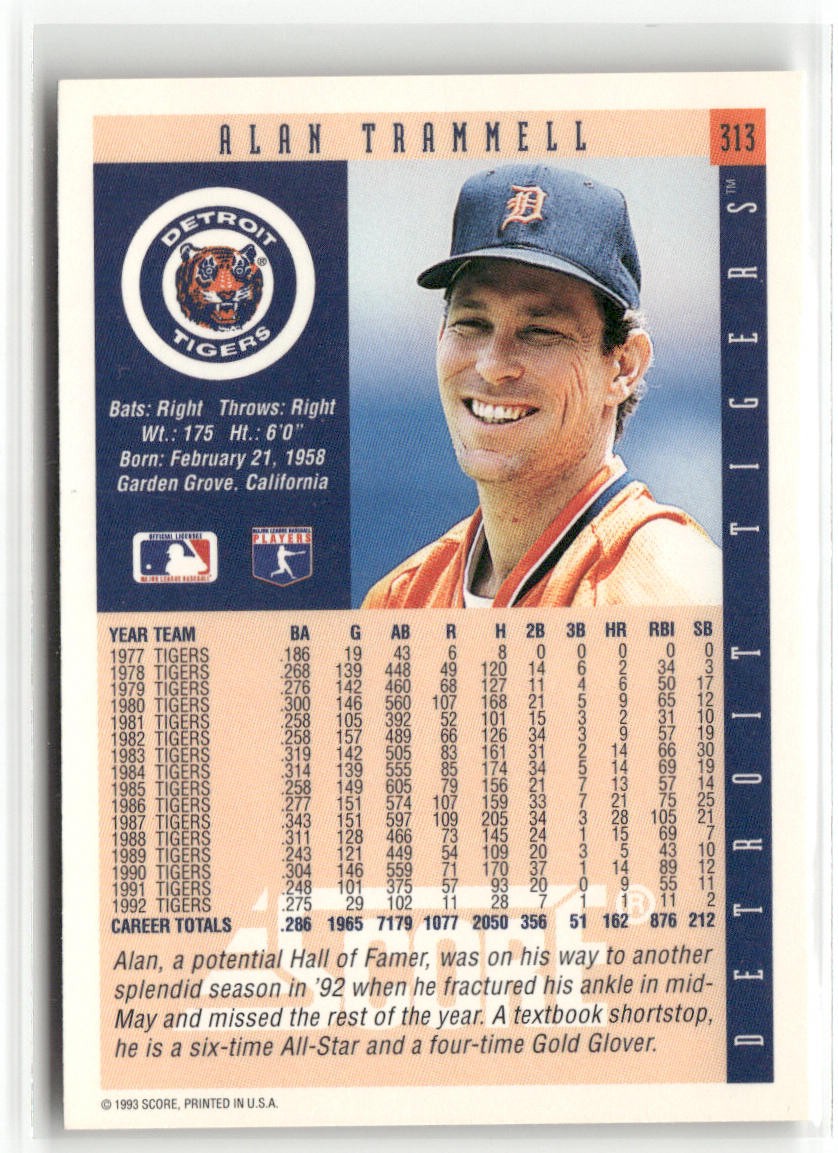 ALAN TRAMMELL
313
DETROIT
TIGERS
®
Bats: Right Throws: Right
Wt.: 175 Ht.: 6'0"
Born: February 21, 1958
Garden Grove, California
OFFICIAL LICENSEE
MAJOR LEAGUE BASEBALL
MAJOR LEAGUE BASEBALL
PLAYERS
D
DETROIT TIGERS™
YEAR TEAM BA G AB R H 2B 3B HR RBI SB
1977 TIGERS .186 19 43 6 8 0 0 0 0 0
1978 TIGERS .268 139 448 49 120 14 6 2 34 3
1979 TIGERS .276 142 460 68 127 11 4 6 50 17
1980 TIGERS .300 146 560 107 168 21 5 9 65 12
1981 TIGERS .258 105 392 52 101 15 3 2 31 10
1982 TIGERS .258 157 489 66 126 34 3 9 57 19
1983 TIGERS .319 142 505 83 161 31 2 14 66 30
1984 TIGERS .314 139 555 85 174 34 5 14 69 19
1985 TIGERS .258 149 605 79 156 21 7 13 57 14
1986 TIGERS .277 151 574 107 159 33 7 21 75 25
1987 TIGERS .343 151 597 109 205 34 3 28 105 21
1988 TIGERS .311 128 466 73 145 24 1 15 69 7
1989 TIGERS .243 121 449 54 109 20 3 5 43 10
1990 TIGERS .304 146 559 71 170 37 1 14 89 12
1991 TIGERS .248 101 375 57 93 20 0 9 55 11
1992 TIGERS .275 29 102 11 28 7 1 1 11 2
CAREER TOTALS .286 1965 7179 1077 2050 356 51 162 876 212
SCORE®
Alan, a potential Hall of Famer, was on his way to another
splendid season in '92 when he fractured his ankle in mid-
May and missed the rest of the year. A textbook shortstop,
he is a six-time All-Star and a four-time Gold Glover.
© 1993 SCORE, PRINTED IN U.S.A.